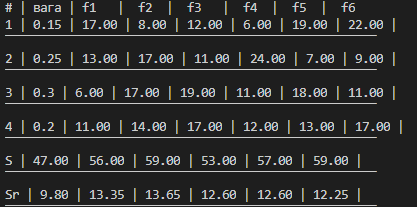 # | вага | f1 | f2 | f3 | f4 | f5 | f6
1 | 0.15 | 17.00 | 8.00 | 12.00 | 6.00 | 19.00 | 22.00 |
2 | 0.25 | 13.00 | 17.00 | 11.00 | 24.00 | 7.00 | 9.00 |
3 | 0.3 | 6.00 | 17.00 | 19.00 | 11.00 | 18.00 | 11.00 |
4 | 0.2 | 11.00 | 14.00 | 17.00 | 12.00 | 13.00 | 17.00 |
S | 47.00 | 56.00 | 59.00 | 53.00 | 57.00 | 59.00 |
Sr | 9.80 | 13.35 | 13.65 | 12.60 | 12.60 | 12.25 |